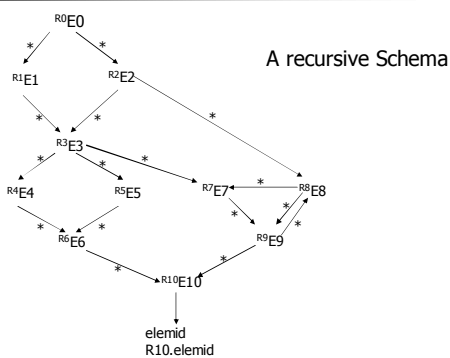 R0E0
A recursive Schema
*
*
R1E1
R2E2
*
*
*
R3E3
*
*
*
R4E4
R5E5
R7E7
*
R8E8
*
*
*
*
*
R6E6
R9E9
*
*
R10E10
elemid
R10.elemid